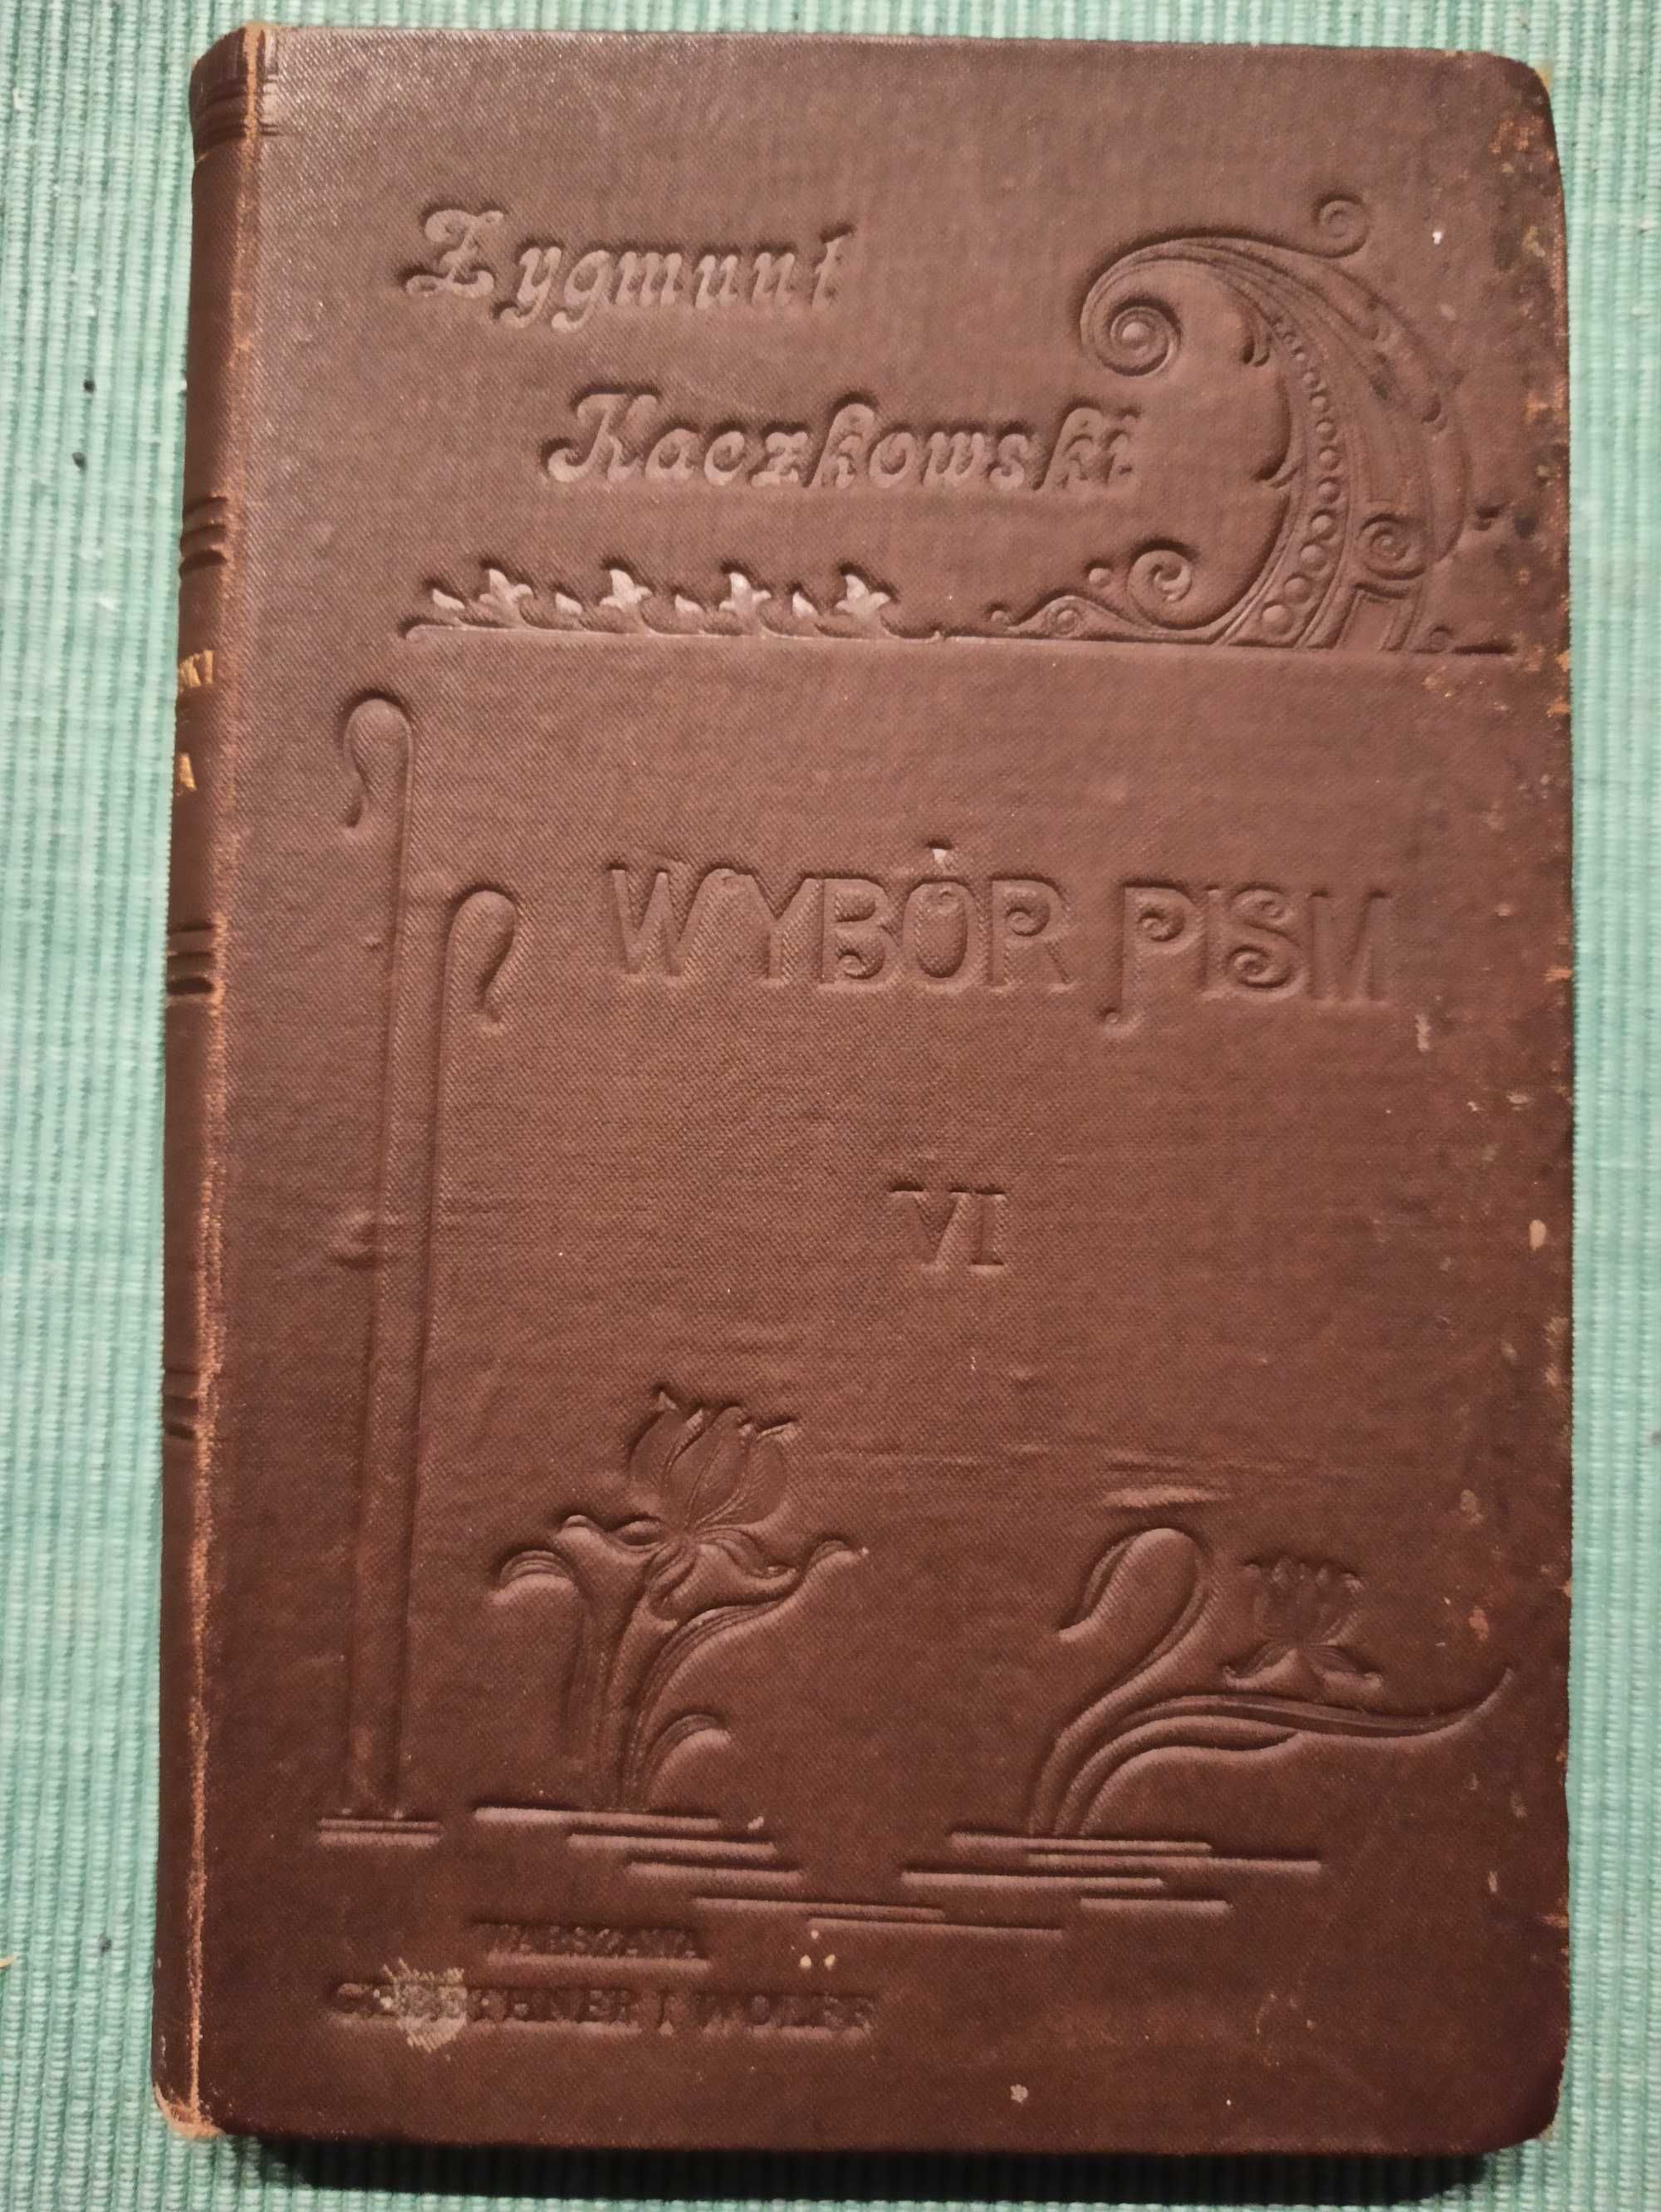 Zygmunt
Kaczkowski
WYBÓR PISM
VI
WARSZAWA
GEBETHNER I WOLFF